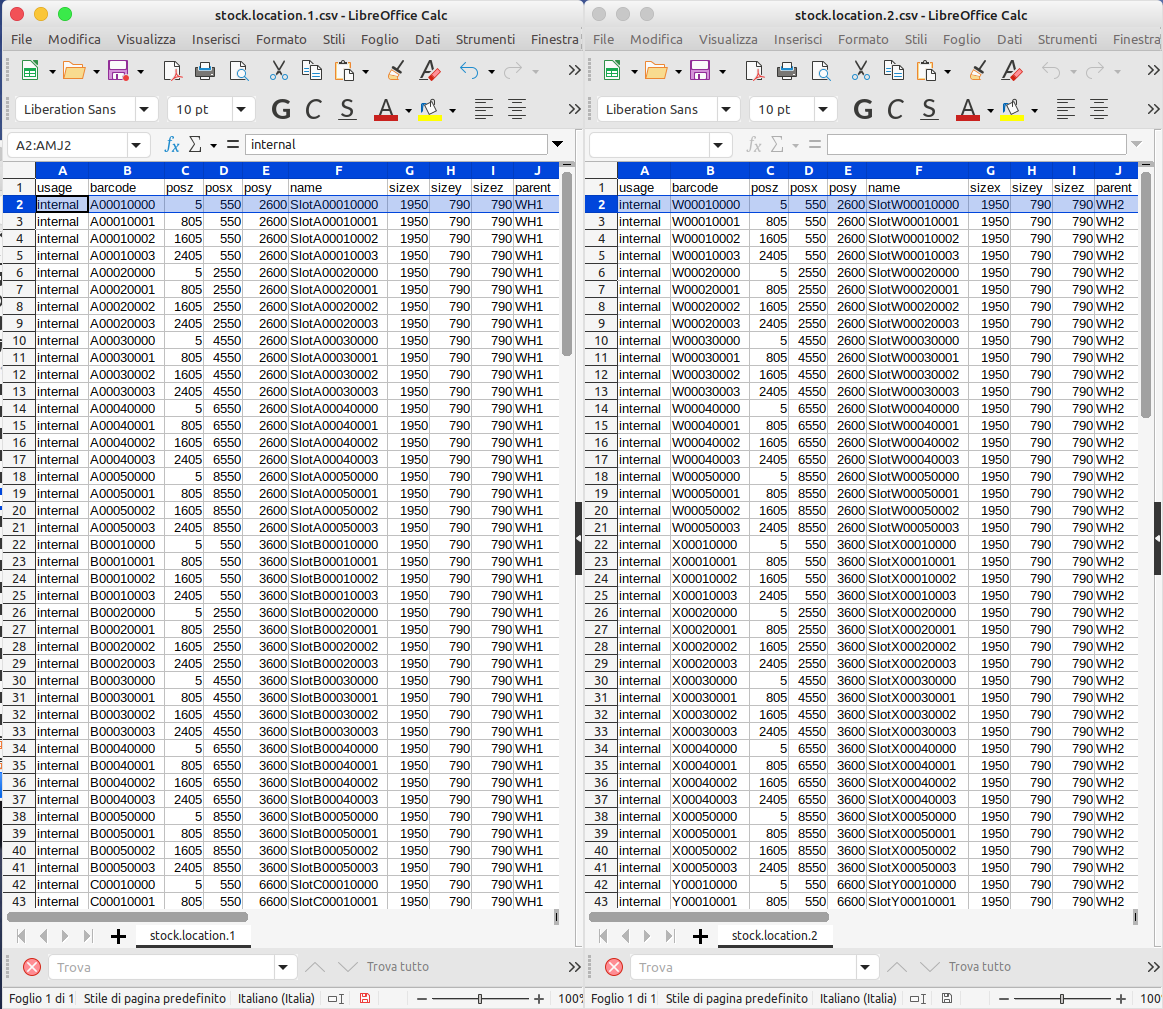 stock.location.1.csv - LibreOffice Calc
File Modifica Visualizza Inserisci Formato Stili Foglio Dati Strumenti Finestra
Liberation Sans 10 pt G C S A
A2:AMJ2 fx Σ = internal
A B C D E F G H I J
1 usage barcode posz posx posy name sizex sizey sizez parent
2 internal A00010000 5 550 2600 SlotA00010000 1950 790 790 WH1
3 internal A00010001 805 550 2600 SlotA00010001 1950 790 790 WH1
4 internal A00010002 1605 550 2600 SlotA00010002 1950 790 790 WH1
5 internal A00010003 2405 550 2600 SlotA00010003 1950 790 790 WH1
6 internal A00020000 5 2550 2600 SlotA00020000 1950 790 790 WH1
7 internal A00020001 805 2550 2600 SlotA00020001 1950 790 790 WH1
8 internal A00020002 1605 2550 2600 SlotA00020002 1950 790 790 WH1
9 internal A00020003 2405 2550 2600 SlotA00020003 1950 790 790 WH1
10 internal A00030000 5 4550 2600 SlotA00030000 1950 790 790 WH1
11 internal A00030001 805 4550 2600 SlotA00030001 1950 790 790 WH1
12 internal A00030002 1605 4550 2600 SlotA00030002 1950 790 790 WH1
13 internal A00030003 2405 4550 2600 SlotA00030003 1950 790 790 WH1
14 internal A00040000 5 6550 2600 SlotA00040000 1950 790 790 WH1
15 internal A00040001 805 6550 2600 SlotA00040001 1950 790 790 WH1
16 internal A00040002 1605 6550 2600 SlotA00040002 1950 790 790 WH1
17 internal A00040003 2405 6550 2600 SlotA00040003 1950 790 790 WH1
18 internal A00050000 5 8550 2600 SlotA00050000 1950 790 790 WH1
19 internal A00050001 805 8550 2600 SlotA00050001 1950 790 790 WH1
20 internal A00050002 1605 8550 2600 SlotA00050002 1950 790 790 WH1
21 internal A00050003 2405 8550 2600 SlotA00050003 1950 790 790 WH1
22 internal B00010000 5 550 3600 SlotB00010000 1950 790 790 WH1
23 internal B00010001 805 550 3600 SlotB00010001 1950 790 790 WH1
24 internal B00010002 1605 550 3600 SlotB00010002 1950 790 790 WH1
25 internal B00010003 2405 550 3600 SlotB00010003 1950 790 790 WH1
26 internal B00020000 5 2550 3600 SlotB00020000 1950 790 790 WH1
27 internal B00020001 805 2550 3600 SlotB00020001 1950 790 790 WH1
28 internal B00020002 1605 2550 3600 SlotB00020002 1950 790 790 WH1
29 internal B00020003 2405 2550 3600 SlotB00020003 1950 790 790 WH1
30 internal B00030000 5 4550 3600 SlotB00030000 1950 790 790 WH1
31 internal B00030001 805 4550 3600 SlotB00030001 1950 790 790 WH1
32 internal B00030002 1605 4550 3600 SlotB00030002 1950 790 790 WH1
33 internal B00030003 2405 4550 3600 SlotB00030003 1950 790 790 WH1
34 internal B00040000 5 6550 3600 SlotB00040000 1950 790 790 WH1
35 internal B00040001 805 6550 3600 SlotB00040001 1950 790 790 WH1
36 internal B00040002 1605 6550 3600 SlotB00040002 1950 790 790 WH1
37 internal B00040003 2405 6550 3600 SlotB00040003 1950 790 790 WH1
38 internal B00050000 5 8550 3600 SlotB00050000 1950 790 790 WH1
39 internal B00050001 805 8550 3600 SlotB00050001 1950 790 790 WH1
40 internal B00050002 1605 8550 3600 SlotB00050002 1950 790 790 WH1
41 internal B00050003 2405 8550 3600 SlotB00050003 1950 790 790 WH1
42 internal C00010000 5 550 6600 SlotC00010000 1950 790 790 WH1
43 internal C00010001 805 550 6600 SlotC00010001 1950 790 790 WH1
stock.location.1
Trova Trova tutto
Foglio 1 di 1 Stile di pagina predefinito Italiano (Italia) 100%
stock.location.2.csv - LibreOffice Calc
File Modifica Visualizza Inserisci Formato Stili Foglio Dati Strumenti Finestra
Liberation Sans 10 pt G C S A
fx Σ =
A B C D E F G H I J
1 usage barcode posz posx posy name sizex sizey sizez parent
2 internal W00010000 5 550 2600 SlotW00010000 1950 790 790 WH2
3 internal W00010001 805 550 2600 SlotW00010001 1950 790 790 WH2
4 internal W00010002 1605 550 2600 SlotW00010002 1950 790 790 WH2
5 internal W00010003 2405 550 2600 SlotW00010003 1950 790 790 WH2
6 internal W00020000 5 2550 2600 SlotW00020000 1950 790 790 WH2
7 internal W00020001 805 2550 2600 SlotW00020001 1950 790 790 WH2
8 internal W00020002 1605 2550 2600 SlotW00020002 1950 790 790 WH2
9 internal W00020003 2405 2550 2600 SlotW00020003 1950 790 790 WH2
10 internal W00030000 5 4550 2600 SlotW00030000 1950 790 790 WH2
11 internal W00030001 805 4550 2600 SlotW00030001 1950 790 790 WH2
12 internal W00030002 1605 4550 2600 SlotW00030002 1950 790 790 WH2
13 internal W00030003 2405 4550 2600 SlotW00030003 1950 790 790 WH2
14 internal W00040000 5 6550 2600 SlotW00040000 1950 790 790 WH2
15 internal W00040001 805 6550 2600 SlotW00040001 1950 790 790 WH2
16 internal W00040002 1605 6550 2600 SlotW00040002 1950 790 790 WH2
17 internal W00040003 2405 6550 2600 SlotW00040003 1950 790 790 WH2
18 internal W00050000 5 8550 2600 SlotW00050000 1950 790 790 WH2
19 internal W00050001 805 8550 2600 SlotW00050001 1950 790 790 WH2
20 internal W00050002 1605 8550 2600 SlotW00050002 1950 790 790 WH2
21 internal W00050003 2405 8550 2600 SlotW00050003 1950 790 790 WH2
22 internal X00010000 5 550 3600 SlotX00010000 1950 790 790 WH2
23 internal X00010001 805 550 3600 SlotX00010001 1950 790 790 WH2
24 internal X00010002 1605 550 3600 SlotX00010002 1950 790 790 WH2
25 internal X00010003 2405 550 3600 SlotX00010003 1950 790 790 WH2
26 internal X00020000 5 2550 3600 SlotX00020000 1950 790 790 WH2
27 internal X00020001 805 2550 3600 SlotX00020001 1950 790 790 WH2
28 internal X00020002 1605 2550 3600 SlotX00020002 1950 790 790 WH2
29 internal X00020003 2405 2550 3600 SlotX00020003 1950 790 790 WH2
30 internal X00030000 5 4550 3600 SlotX00030000 1950 790 790 WH2
31 internal X00030001 805 4550 3600 SlotX00030001 1950 790 790 WH2
32 internal X00030002 1605 4550 3600 SlotX00030002 1950 790 790 WH2
33 internal X00030003 2405 4550 3600 SlotX00030003 1950 790 790 WH2
34 internal X00040000 5 6550 3600 SlotX00040000 1950 790 790 WH2
35 internal X00040001 805 6550 3600 SlotX00040001 1950 790 790 WH2
36 internal X00040002 1605 6550 3600 SlotX00040002 1950 790 790 WH2
37 internal X00040003 2405 6550 3600 SlotX00040003 1950 790 790 WH2
38 internal X00050000 5 8550 3600 SlotX00050000 1950 790 790 WH2
39 internal X00050001 805 8550 3600 SlotX00050001 1950 790 790 WH2
40 internal X00050002 1605 8550 3600 SlotX00050002 1950 790 790 WH2
41 internal X00050003 2405 8550 3600 SlotX00050003 1950 790 790 WH2
42 internal Y00010000 5 550 6600 SlotY00010000 1950 790 790 WH2
43 internal Y00010001 805 550 6600 SlotY00010001 1950 790 790 WH2
stock.location.2
Trova Trova tutto
Foglio 1 di 1 Stile di pagina predefinito Italiano (Italia) 100